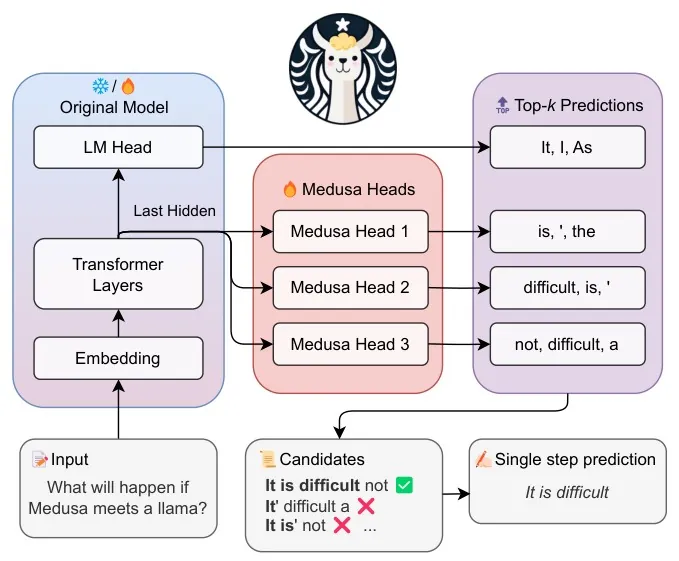 ❄️/🔥
Original Model
LM Head
Last Hidden
Transformer
Layers
Embedding
🔥 Medusa Heads
Medusa Head 1
Medusa Head 2
Medusa Head 3
TOP Top-k Predictions
It, I, As
is, ', the
difficult, is, '
not, difficult, a
📝Input
What will happen if
Medusa meets a llama?
📜Candidates
It is difficult not ✅
It' difficult a ❌
It is' not ❌ ...
✍🏻Single step prediction
It is difficult